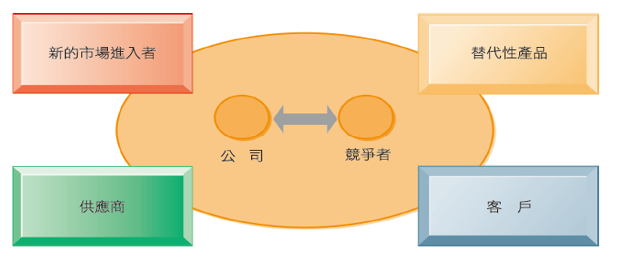 新的市場進入者
替代性產品
公 司
競爭者
供應商
客 戶